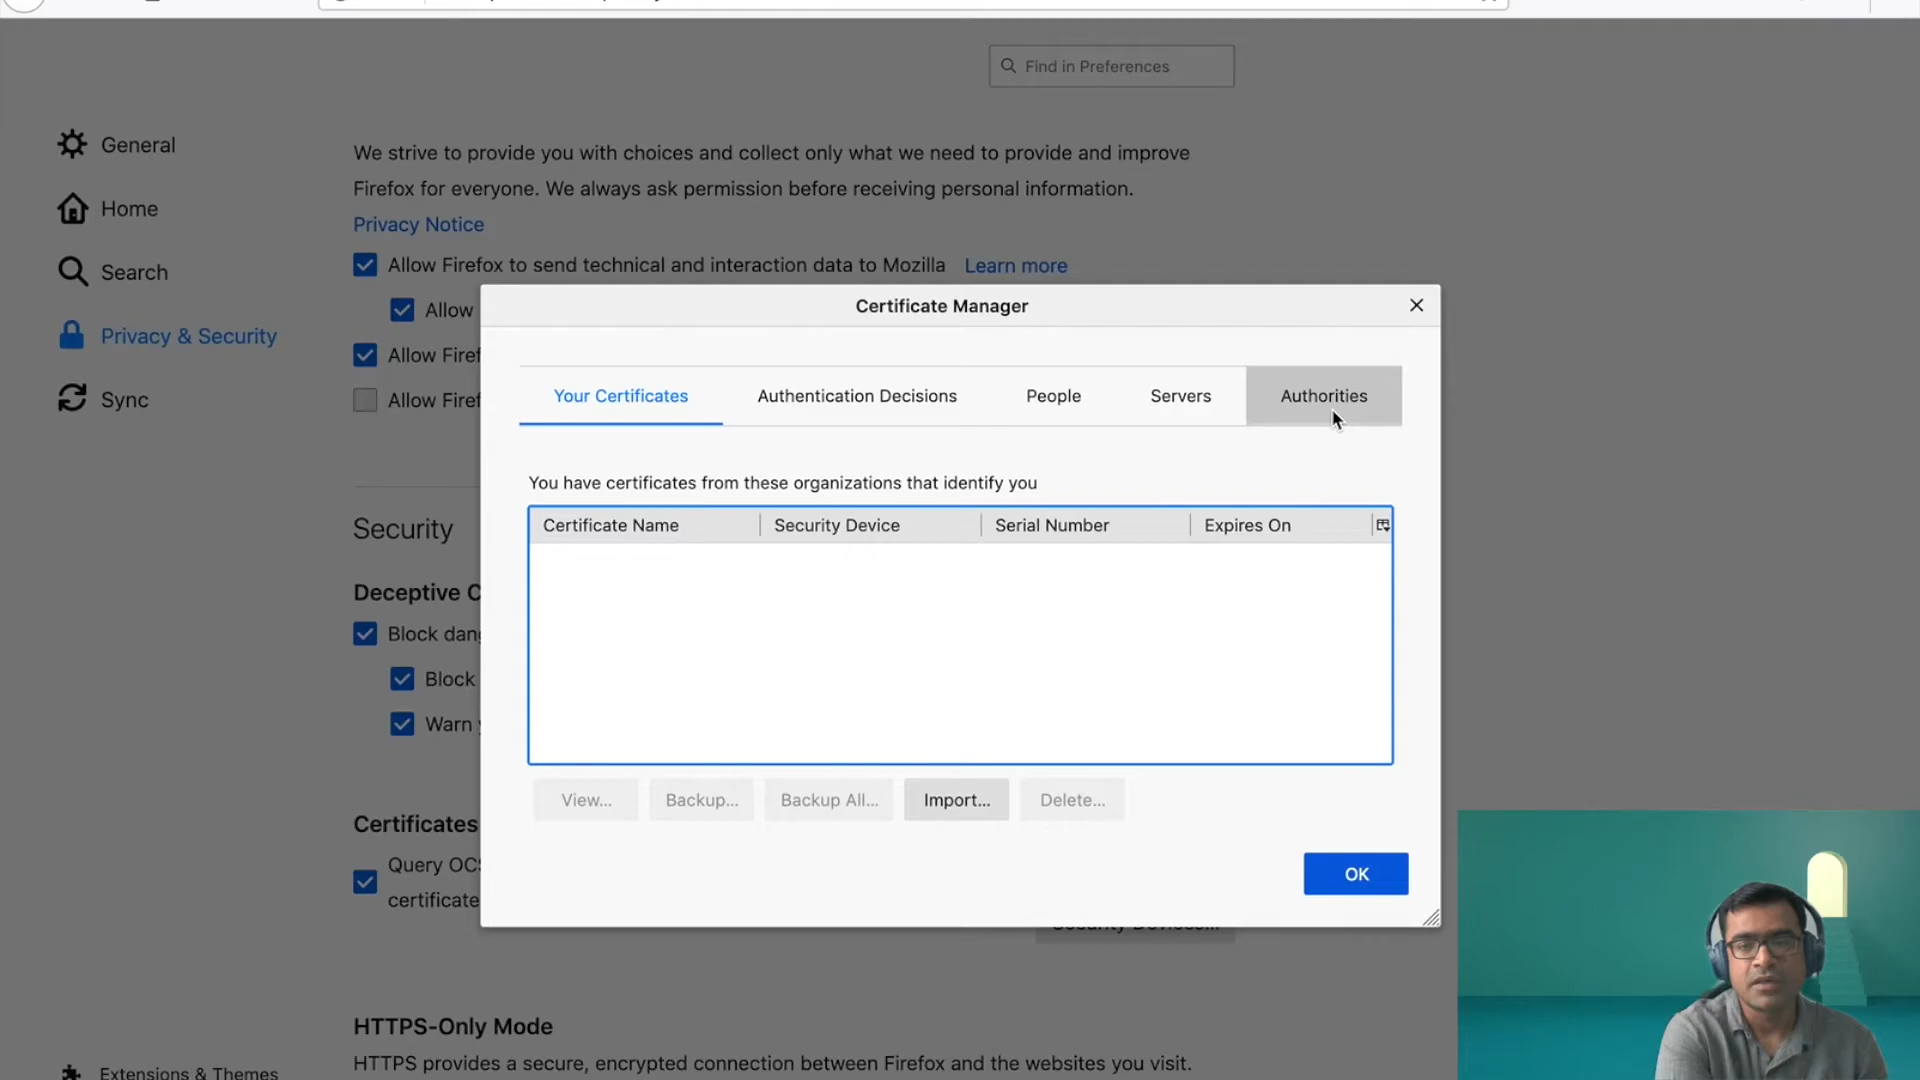 Find in Preferences
General
Home
Search
Privacy & Security
Sync
Extensions & Themes
We strive to provide you with choices and collect only what we need to provide and improve
Firefox for everyone. We always ask permission before receiving personal information.
Privacy Notice
Allow Firefox to send technical and interaction data to Mozilla Learn more
Allow
Allow Firef
Allow Firef
Security
Deceptive C
Block dan
Block
Warn
Certificates
Query OCS
certificate
Security Devices...
HTTPS-Only Mode
HTTPS provides a secure, encrypted connection between Firefox and the websites you visit.
Certificate Manager
Your Certificates Authentication Decisions People Servers Authorities
You have certificates from these organizations that identify you
Certificate Name Security Device Serial Number Expires On
View... Backup... Backup All... Import... Delete...
OK